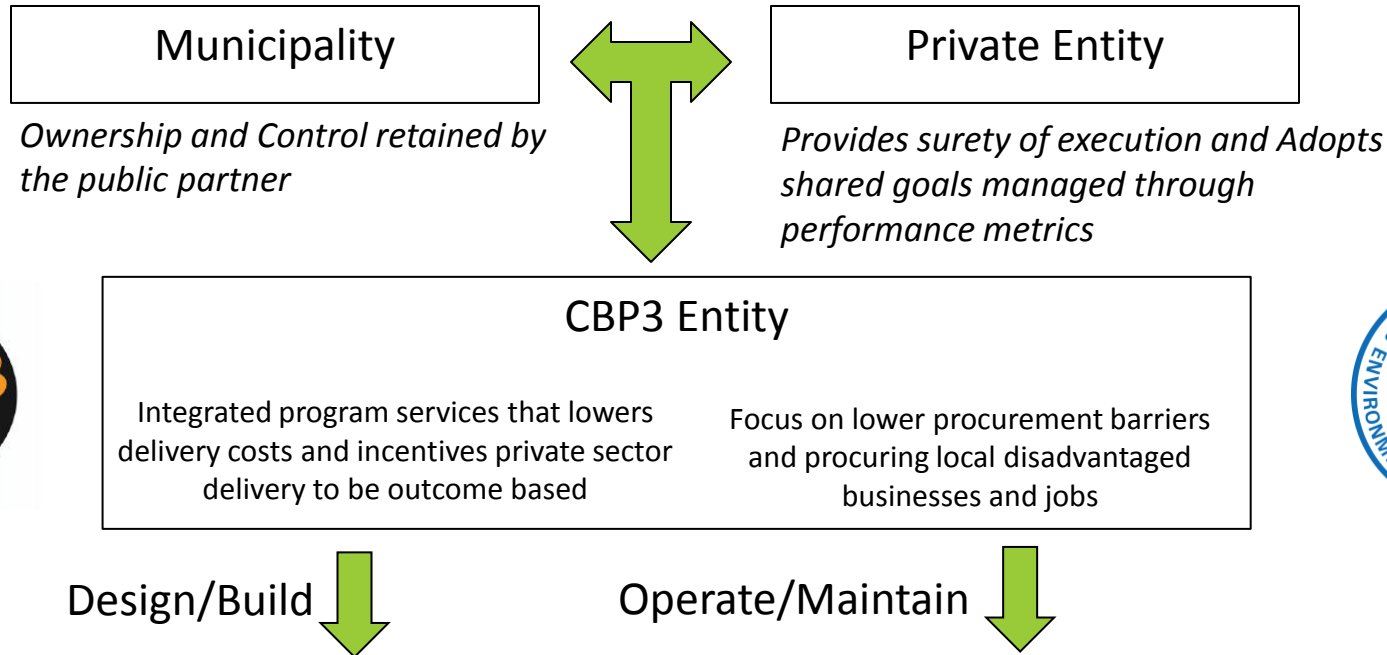 Municipality
Private Entity
Ownership and Control retained by
the public partner
Provides surety of execution and Adopts
shared goals managed through
performance metrics
CBP3 Entity
Integrated program services that lowers
delivery costs and incentives private sector
delivery to be outcome based
Focus on lower procurement barriers
and procuring local disadvantaged
businesses and jobs
Design/Build
Operate/Maintain